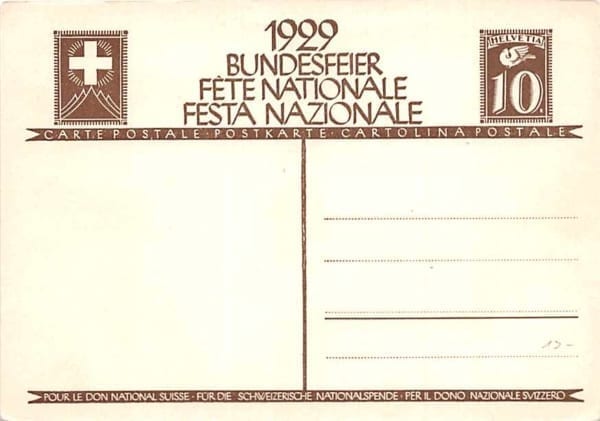 1929
BUNDESFEIER
FÊTE NATIONALE
FESTA NAZIONALE
HELVETIA
10
CARTE POSTALE · POSTKARTE · CARTOLINA POSTALE
12-
POUR LE DON NATIONAL SUISSE · FÜR DIE SCHWEIZERISCHE NATIONALSPENDE · PER IL DONO NAZIONALE SVIZZERO